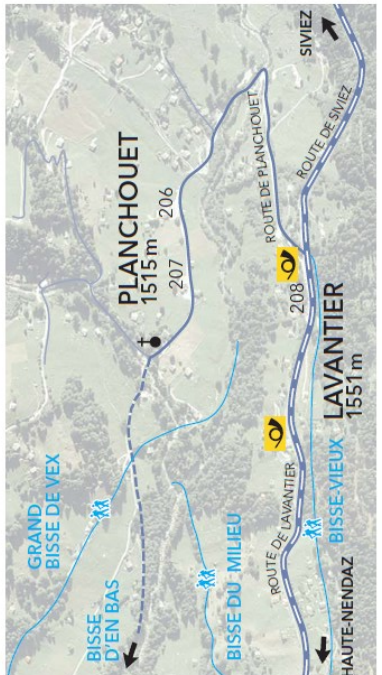 SIVIEZ
ROUTE DE SIVIEZ
ROUTE DE PLANCHOUET
PLANCHOUET
1515 m
206
207
208
LAVANTIER
1551 m
GRAND
BISSE DE VEX
BISSE
D'EN BAS
BISSE DU MILIEU
ROUTE DE LAVANTIER
BISSE-VIEUX
HAUTE-NENDAZ